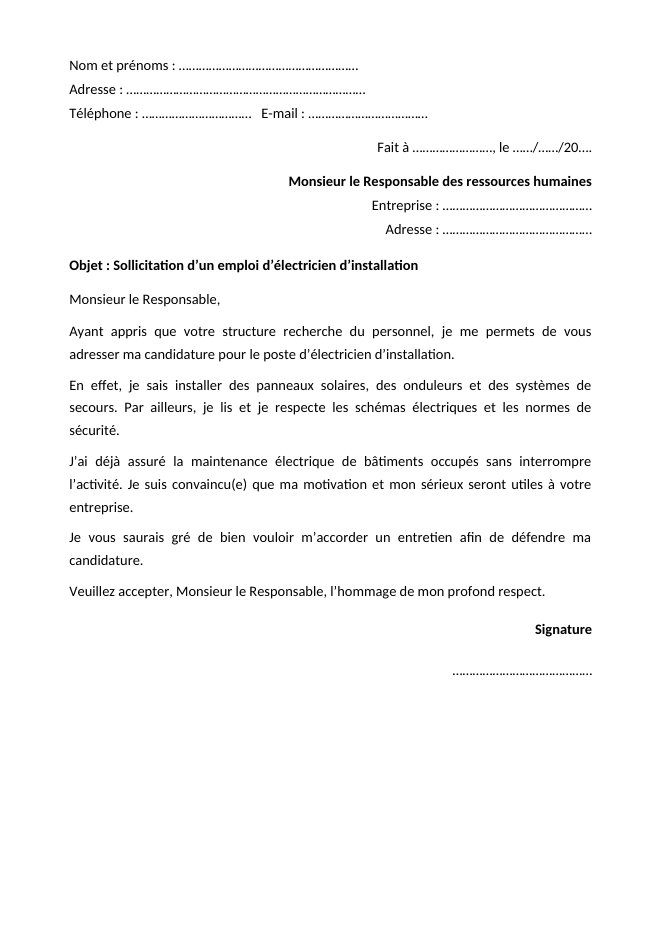 Nom et prénoms : ………………………………………………
Adresse : ………………………………………………………………
Téléphone : …………………………… E-mail : ………………………………
Fait à ……………………, le ……/……/20….
Monsieur le Responsable des ressources humaines
Entreprise : ………………………………………
Adresse : ………………………………………
Objet : Sollicitation d’un emploi d’électricien d’installation
Monsieur le Responsable,
Ayant appris que votre structure recherche du personnel, je me permets de vous
adresser ma candidature pour le poste d’électricien d’installation.
En effet, je sais installer des panneaux solaires, des onduleurs et des systèmes de
secours. Par ailleurs, je lis et je respecte les schémas électriques et les normes de
sécurité.
J’ai déjà assuré la maintenance électrique de bâtiments occupés sans interrompre
l’activité. Je suis convaincu(e) que ma motivation et mon sérieux seront utiles à votre
entreprise.
Je vous saurais gré de bien vouloir m’accorder un entretien afin de défendre ma
candidature.
Veuillez accepter, Monsieur le Responsable, l’hommage de mon profond respect.
Signature
……………………………………